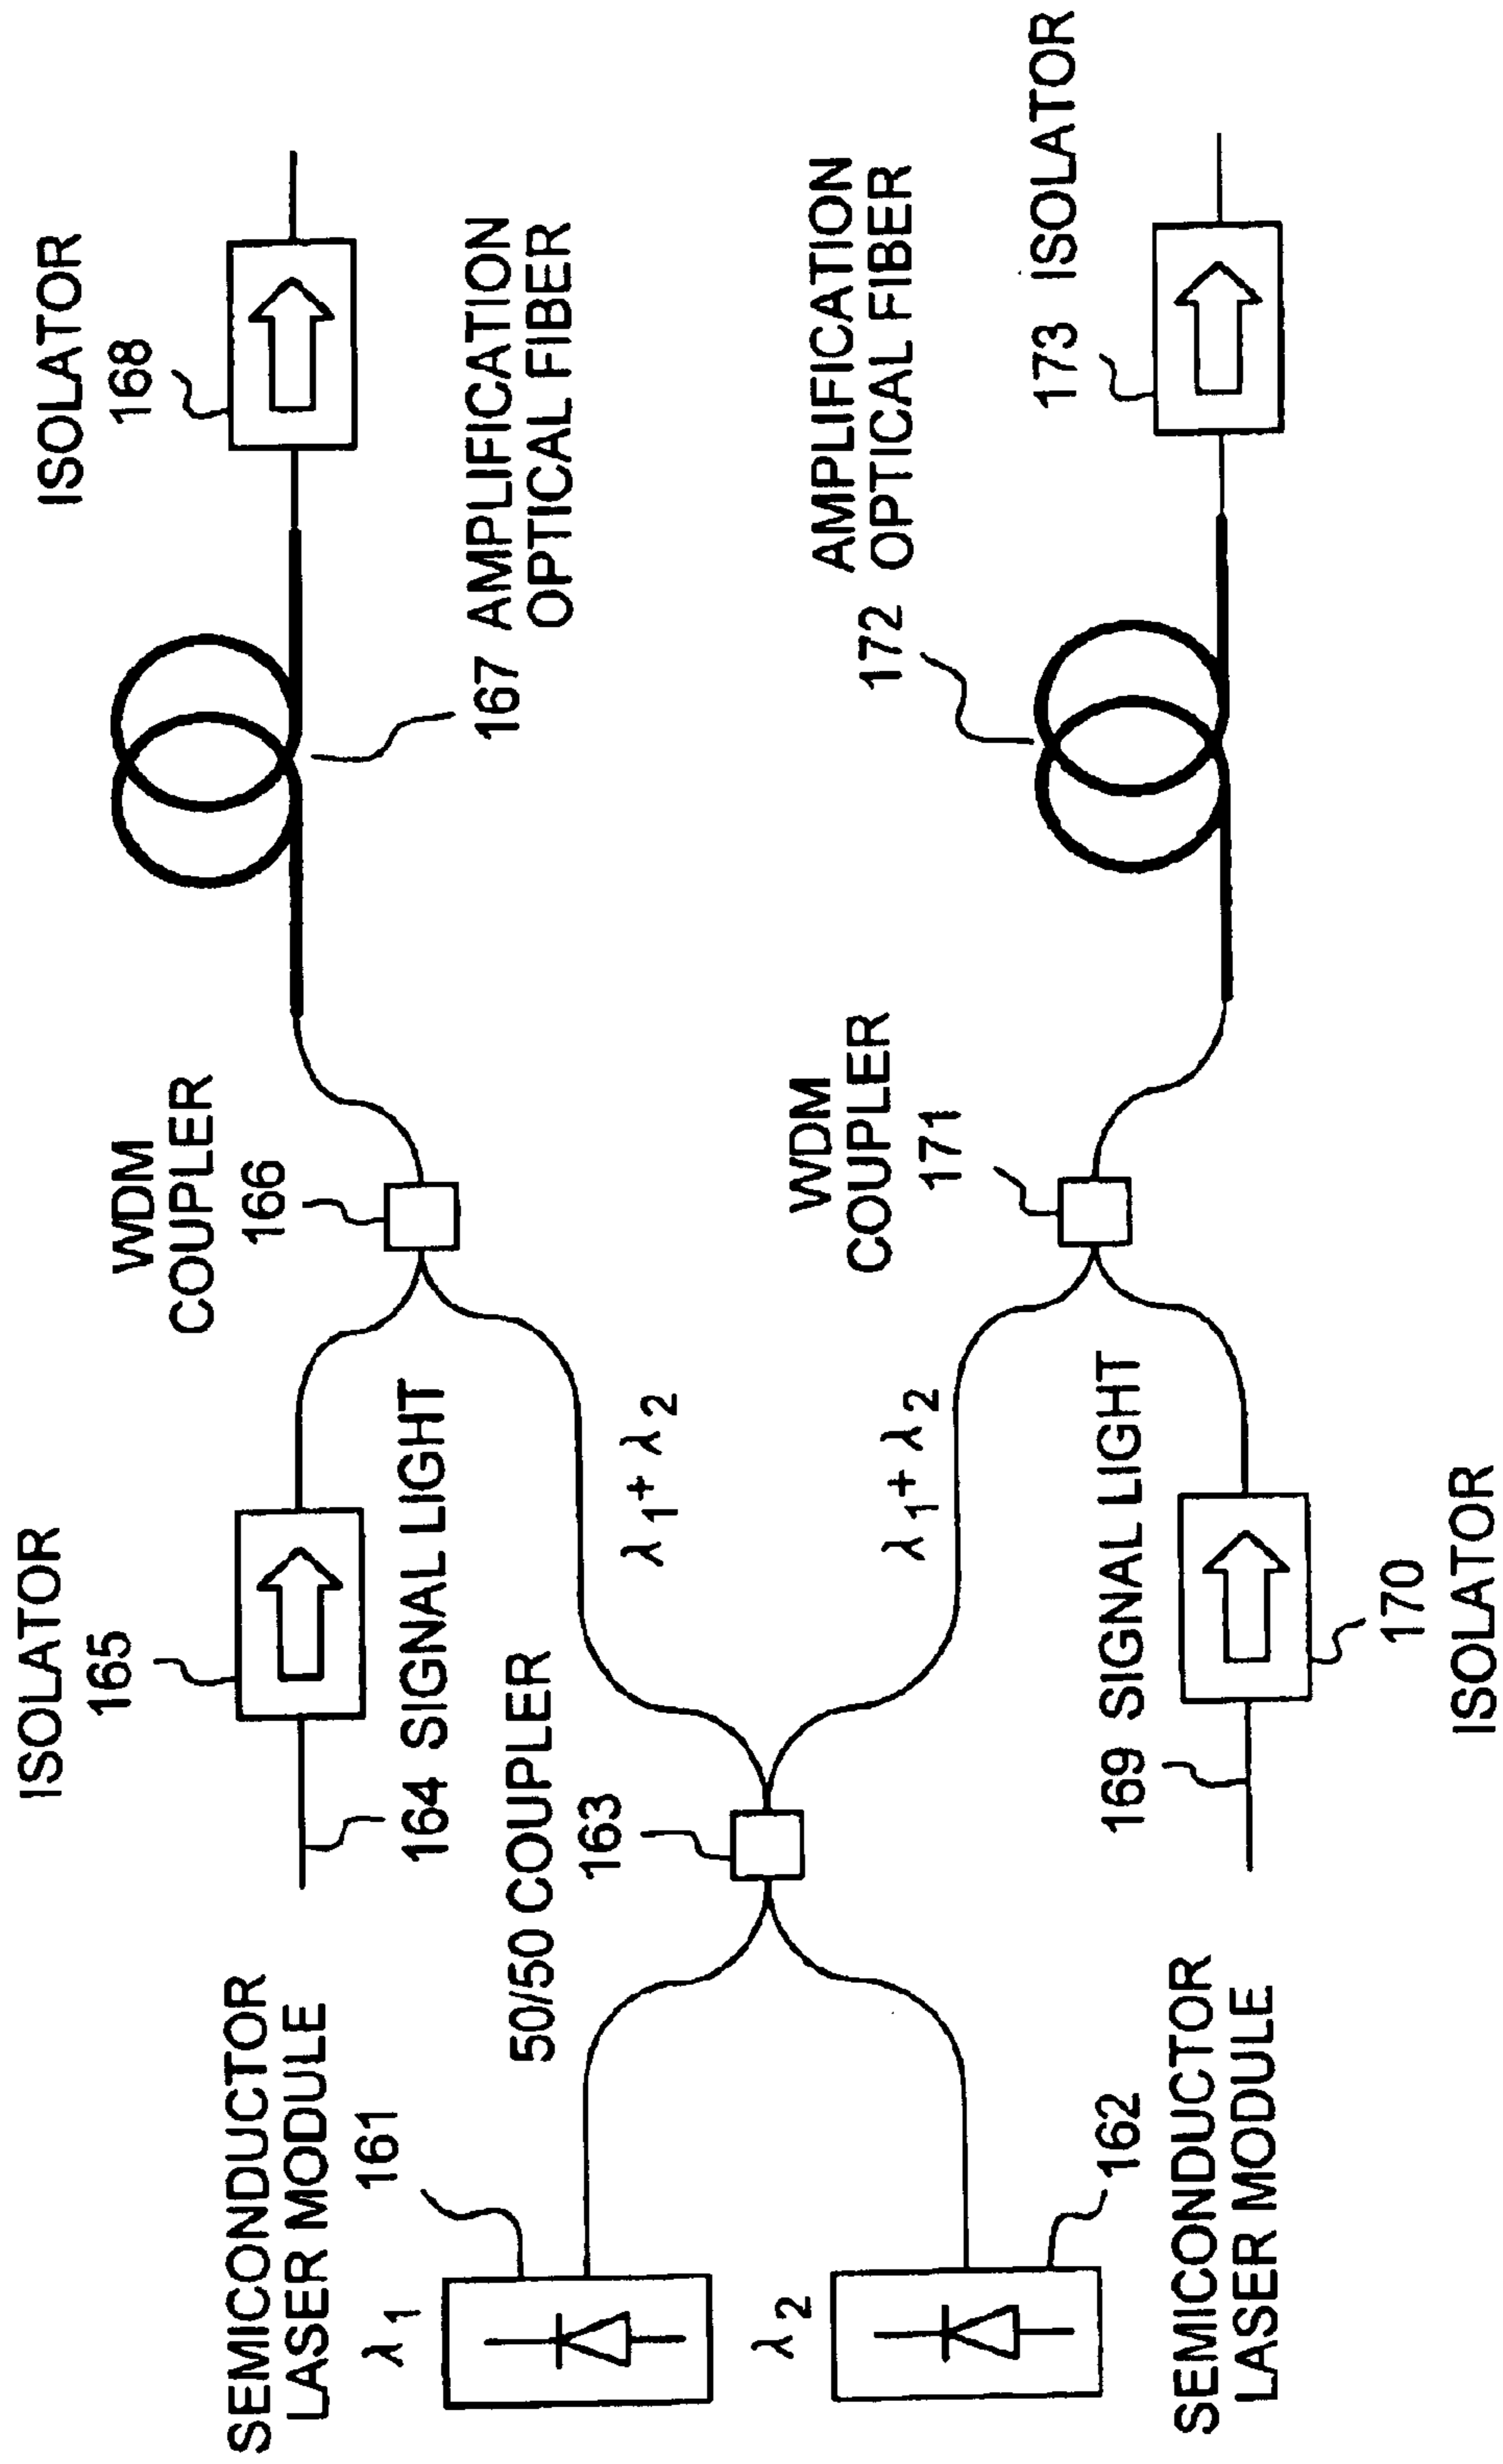 ISOLATOR
165
164 SIGNAL LIGHT
WDM
COUPLER
166
ISOLATOR
168
167 AMPLIFICATION
OPTICAL FIBER
SEMICONDUCTOR
LASER MODULE
161
λ1
50/50 COUPLER
163
λ1+λ2
λ1+λ2
λ2
162
SEMICONDUCTOR
LASER MODULE
WDM
COUPLER
171
AMPLIFICATION
172 OPTICAL FIBER
173 ISOLATOR
169 SIGNAL LIGHT
170
ISOLATOR